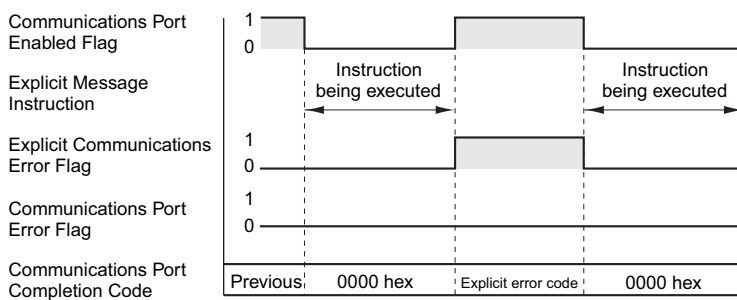 Communications Port
Enabled Flag
1
0
Explicit Message
Instruction
Instruction
being executed
Instruction
being executed
Explicit Communications
Error Flag
1
0
Communications Port
Error Flag
1
0
Communications Port
Completion Code
Previous
0000 hex
Explicit error code
0000 hex